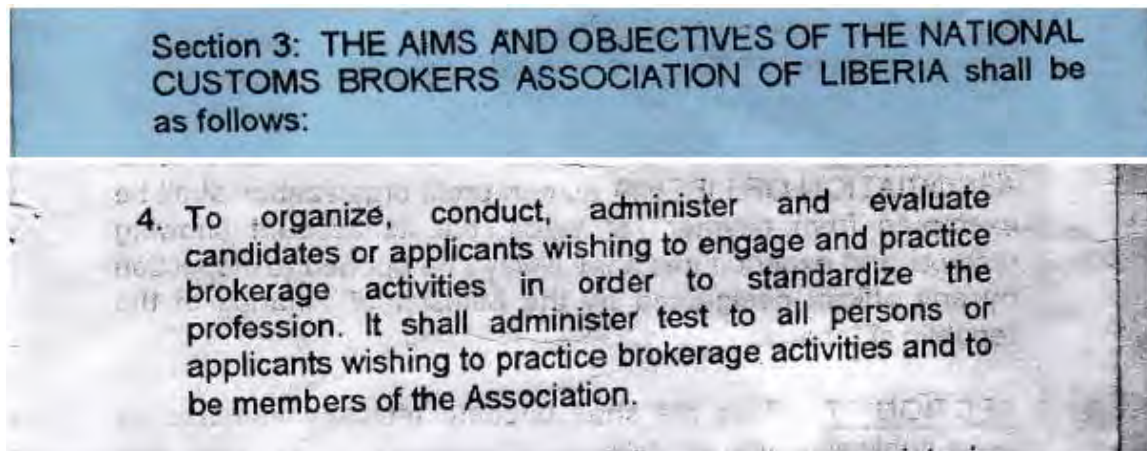 Section 3: THE AIMS AND OBJECTIVES OF THE NATIONAL
CUSTOMS BROKERS ASSOCIATION OF LIBERIA shall be
as follows:
4. To organize, conduct, administer and evaluate
candidates or applicants wishing to engage and practice
brokerage activities in order to standardize the
profession. It shall administer test to all persons or
applicants wishing to practice brokerage activities and to
be members of the Association.